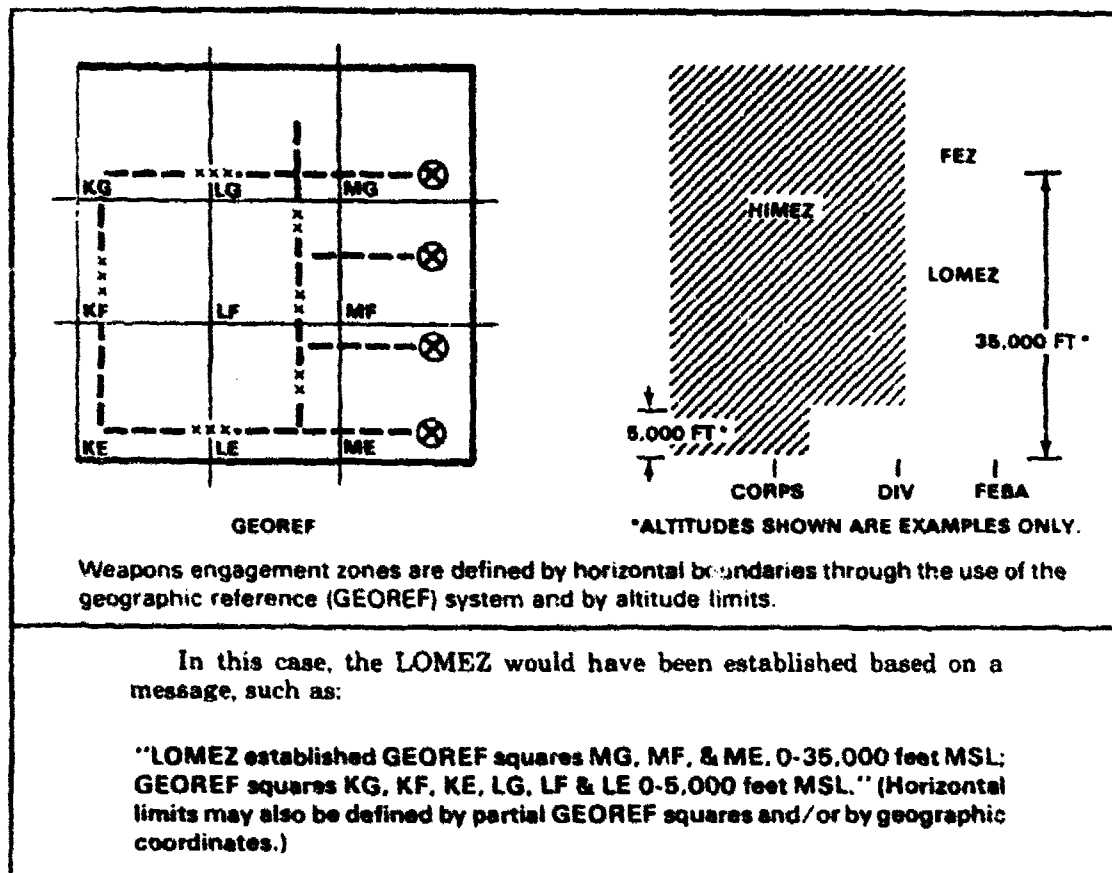 KG
LG
MG
KF
LF
MF
KE
LE
ME
GEOREF
FEZ
HIMEZ
LOMEZ
35,000 FT*
5,000 FT*
CORPS DIV FEBA
*ALTITUDES SHOWN ARE EXAMPLES ONLY.
Weapons engagement zones are defined by horizontal boundaries through the use of the
geographic reference (GEOREF) system and by altitude limits.
In this case, the LOMEZ would have been established based on a
message, such as:
"LOMEZ established GEOREF squares MG, MF, & ME, 0-35,000 feet MSL;
GEOREF squares KG, KF, KE, LG, LF & LE 0-5,000 feet MSL." (Horizontal
limits may also be defined by partial GEOREF squares and/or by geographic
coordinates.)